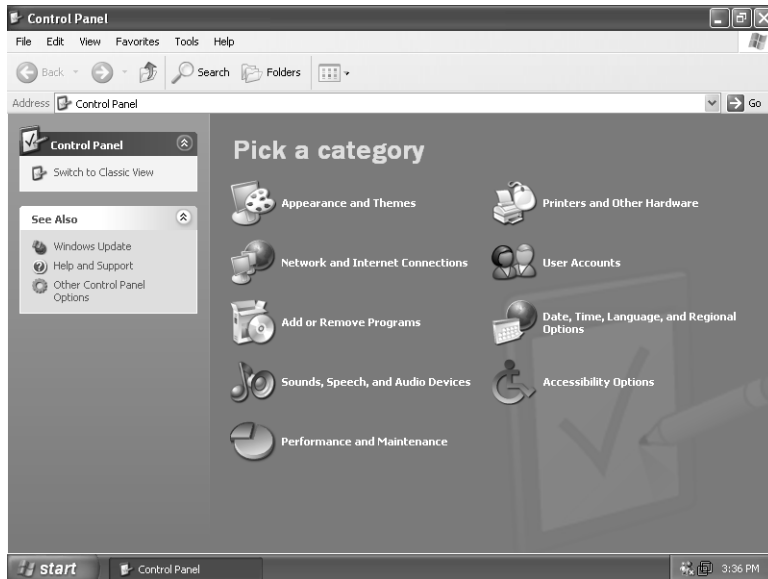 Control Panel
File Edit View Favorites Tools Help
Back Search Folders
Address Control Panel Go
Control Panel
Switch to Classic View
See Also
Windows Update
Help and Support
Other Control Panel
Options
Pick a category
Appearance and Themes
Printers and Other Hardware
Network and Internet Connections
User Accounts
Add or Remove Programs
Date, Time, Language, and Regional
Options
Sounds, Speech, and Audio Devices
Accessibility Options
Performance and Maintenance
start Control Panel 3:36 PM